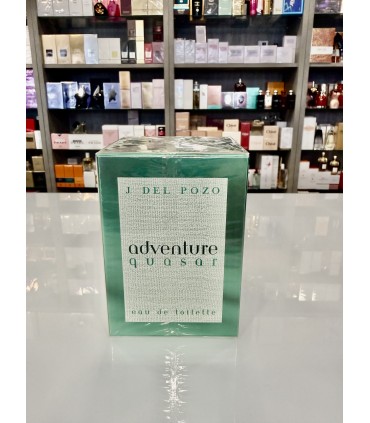 J. DEL POZO
adventure
quasar
eau de toilette